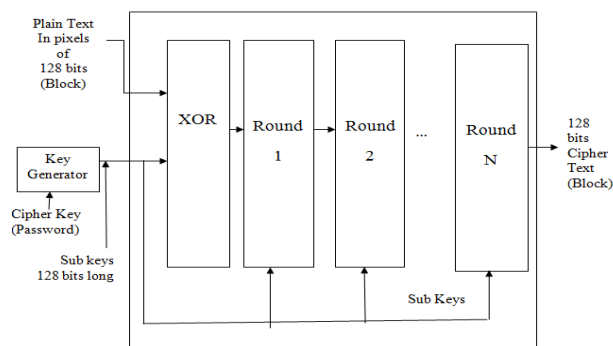 Plain Text
In pixels
of
128 bits
(Block)
XOR
Round
1
Round
2
...
Round
N
128
bits
Cipher
Text
(Block)
Key
Generator
Cipher Key
(Password)
Sub keys
128 bits long
Sub Keys